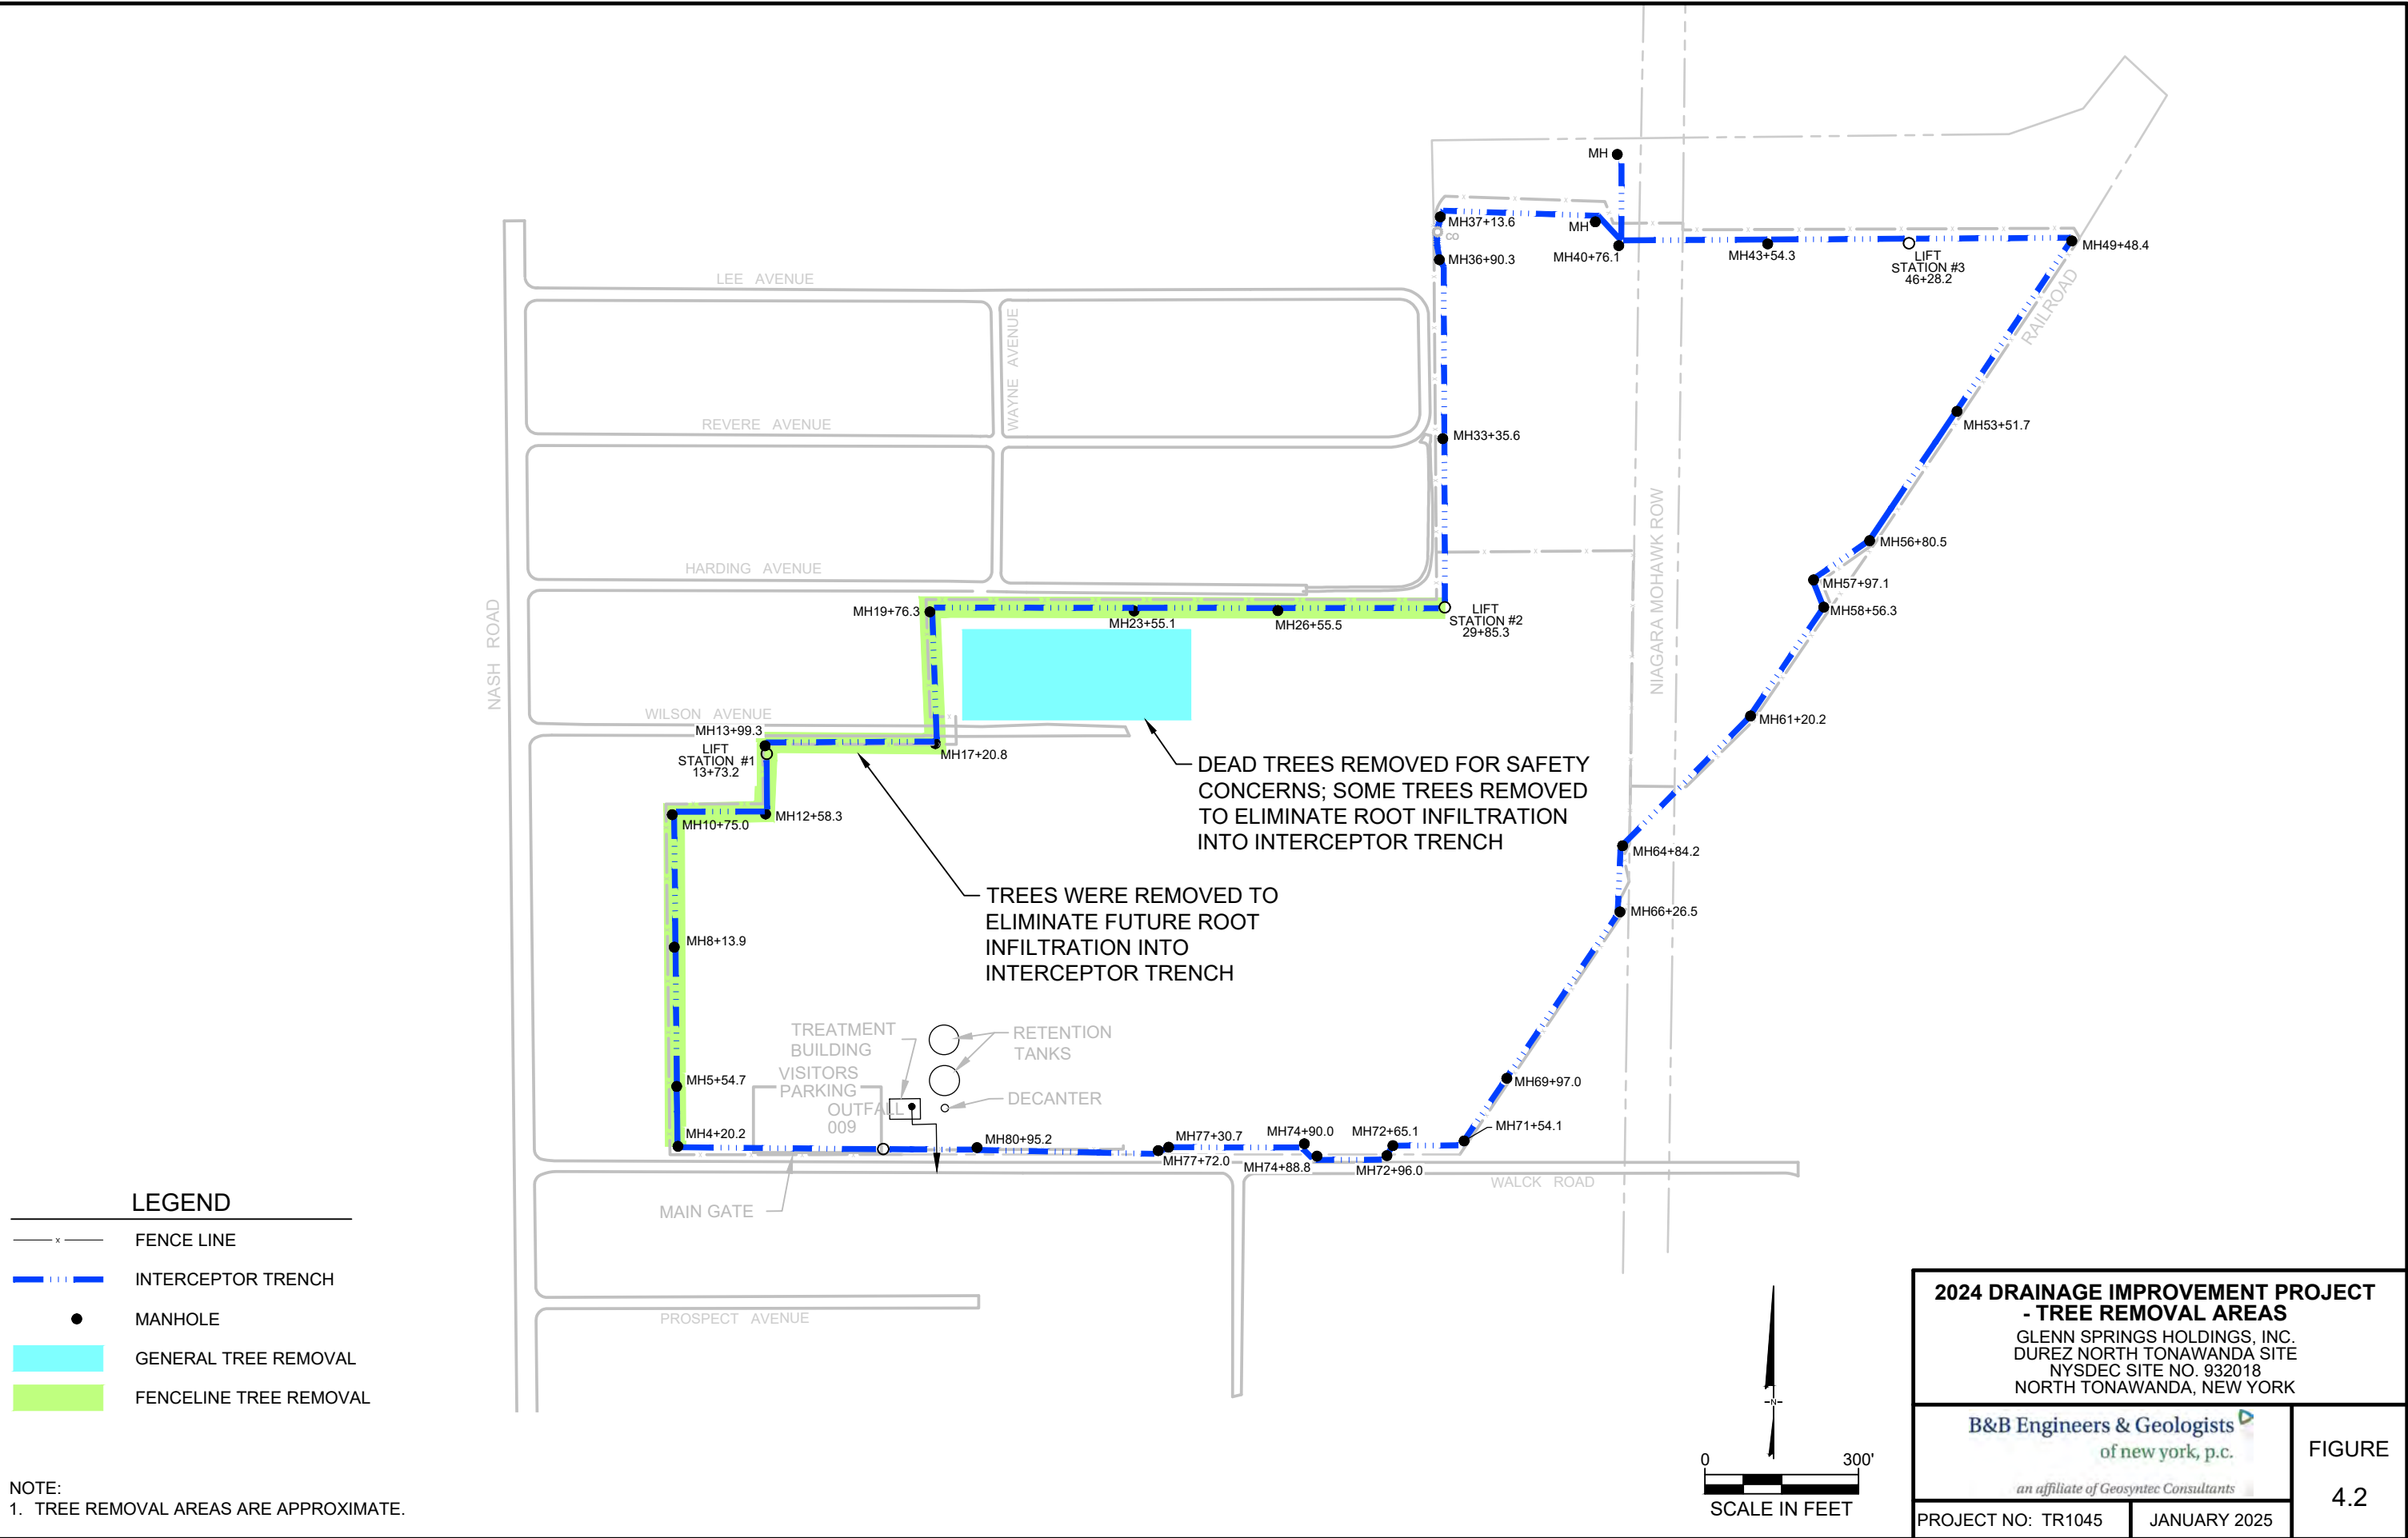 MH
MH37+13.6
CO
MH
MH36+90.3
MH40+76.1
MH43+54.3
LIFT
STATION #3
46+28.2
MH49+48.4
RAILROAD
LEE AVENUE
WAYNE AVENUE
REVERE AVENUE
MH33+35.6
MH53+51.7
NIAGARA MOHAWK ROW
MH56+80.5
HARDING AVENUE
MH57+97.1
MH58+56.3
MH19+76.3
MH23+55.1
MH26+55.5
LIFT
STATION #2
29+85.3
NASH ROAD
WILSON AVENUE
MH13+99.3
LIFT
STATION #1
13+73.2
MH17+20.8
MH61+20.2
DEAD TREES REMOVED FOR SAFETY
CONCERNS; SOME TREES REMOVED
TO ELIMINATE ROOT INFILTRATION
INTO INTERCEPTOR TRENCH
MH10+75.0
MH12+58.3
MH64+84.2
TREES WERE REMOVED TO
ELIMINATE FUTURE ROOT
INFILTRATION INTO
INTERCEPTOR TRENCH
MH66+26.5
MH8+13.9
TREATMENT
BUILDING
RETENTION
TANKS
VISITORS
PARKING
OUTFALL
009
DECANTER
MH5+54.7
MH69+97.0
MH4+20.2
MH80+95.2
MH77+30.7
MH77+72.0
MH74+90.0
MH74+88.8
MH72+65.1
MH72+96.0
MH71+54.1
WALCK ROAD
MAIN GATE
PROSPECT AVENUE
LEGEND
x
FENCE LINE
INTERCEPTOR TRENCH
MANHOLE
GENERAL TREE REMOVAL
FENCELINE TREE REMOVAL
NOTE:
1. TREE REMOVAL AREAS ARE APPROXIMATE.
N
0 300'
SCALE IN FEET
2024 DRAINAGE IMPROVEMENT PROJECT
- TREE REMOVAL AREAS
GLENN SPRINGS HOLDINGS, INC.
DUREZ NORTH TONAWANDA SITE
NYSDEC SITE NO. 932018
NORTH TONAWANDA, NEW YORK
B&B Engineers & Geologists
of new york, p.c.
an affiliate of Geosyntec Consultants
FIGURE
4.2
PROJECT NO: TR1045
JANUARY 2025